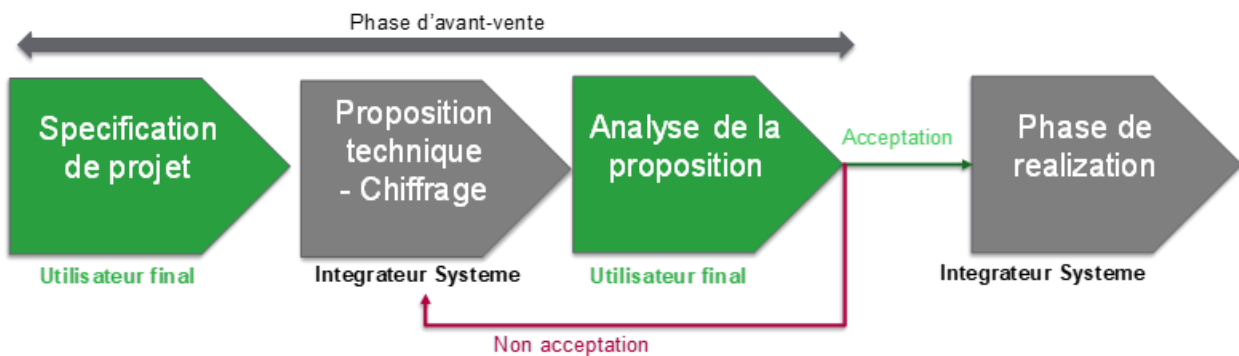 Phase d'avant-vente
Specification
de projet
Proposition
technique
- Chiffrage
Analyse de la
proposition
Acceptation
Phase de
realization
Utilisateur final
Integrateur Systeme
Utilisateur final
Integrateur Systeme
Non acceptation